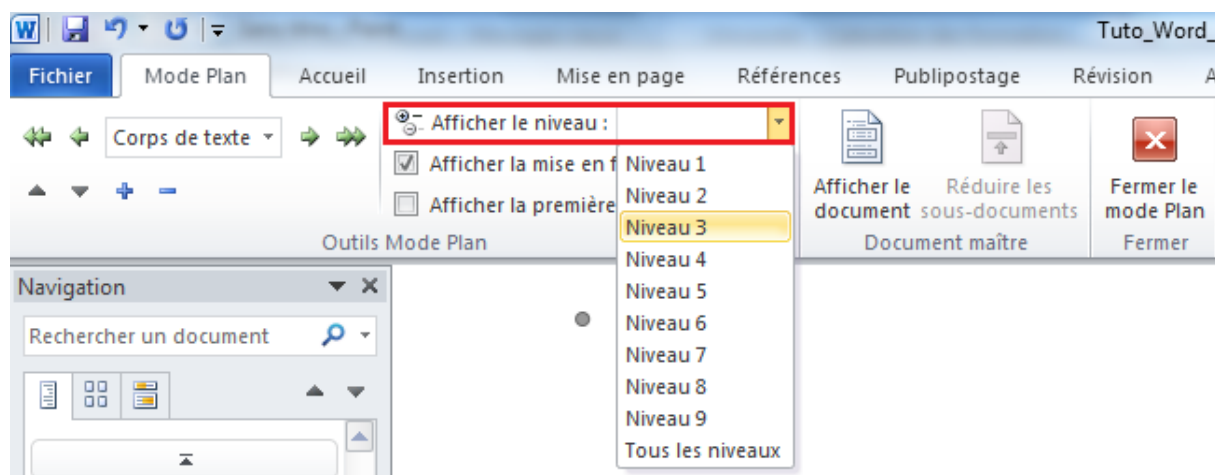 Tuto_Word_
Fichier Mode Plan Accueil Insertion Mise en page Références Publipostage Révision A
Corps de texte
Afficher le niveau :
Afficher la mise en f
Afficher la première
Outils Mode Plan
Niveau 1
Niveau 2
Niveau 3
Niveau 4
Niveau 5
Niveau 6
Niveau 7
Niveau 8
Niveau 9
Tous les niveaux
Afficher le
document
Réduire les
sous-documents
Document maître
Fermer le
mode Plan
Fermer
Navigation
Rechercher un document